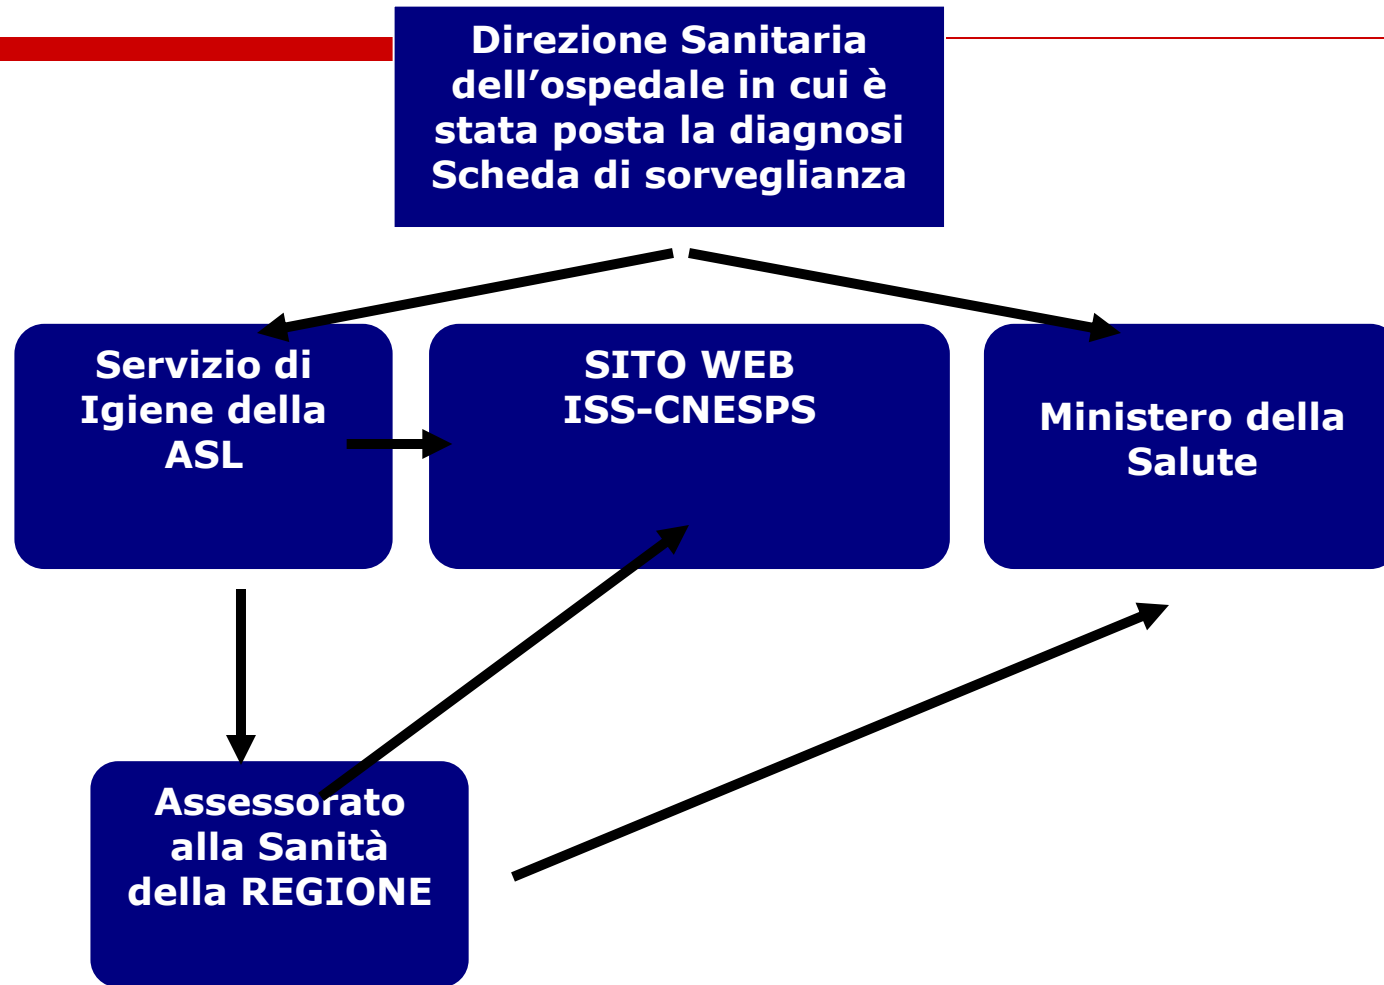 Direzione Sanitaria
dell’ospedale in cui è
stata posta la diagnosi
Scheda di sorveglianza
Servizio di
Igiene della
ASL
SITO WEB
ISS-CNESPS
Ministero della
Salute
Assessorato
alla Sanità
della REGIONE